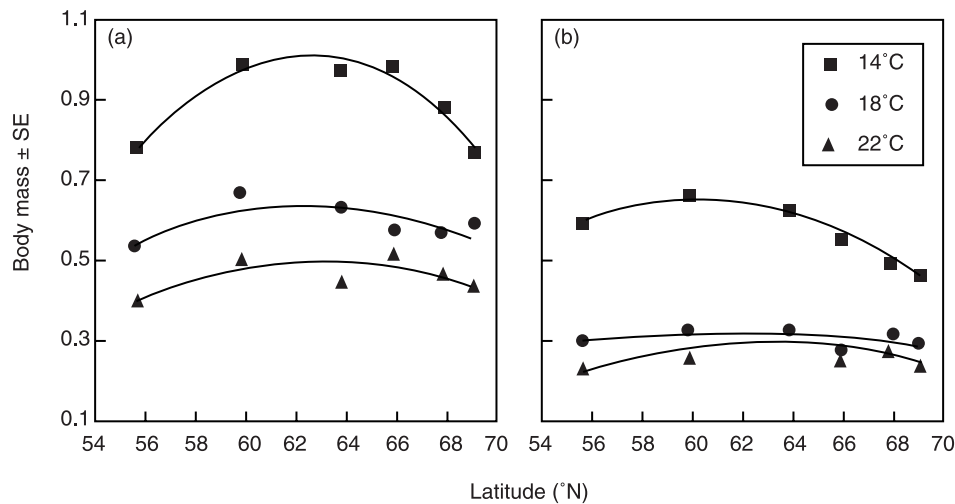 (a)
(b)
1.1
0.9
0.7
0.5
0.3
0.1
Body mass ± SE
14˚C
18˚C
22˚C
54 56 58 60 62 64 66 68 70
54 56 58 60 62 64 66 68 70
Latitude (˚N)